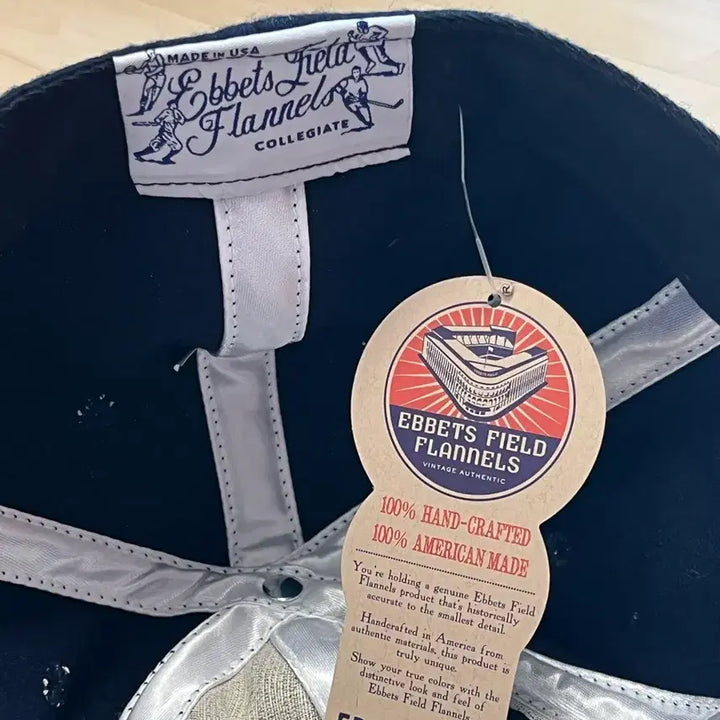 MADE IN USA
Ebbets Field
Flannels
COLLEGIATE
R
EBBETS FIELD
FLANNELS
VINTAGE AUTHENTIC
100% HAND-CRAFTED
100% AMERICAN MADE
You're holding a genuine Ebbets Field
Flannels product that's historically
accurate to the smallest detail.
Handcrafted in America from
authentic materials, this product is
truly unique.
Show your true colors with the
distinctive look and feel of
Ebbets Field Flannels